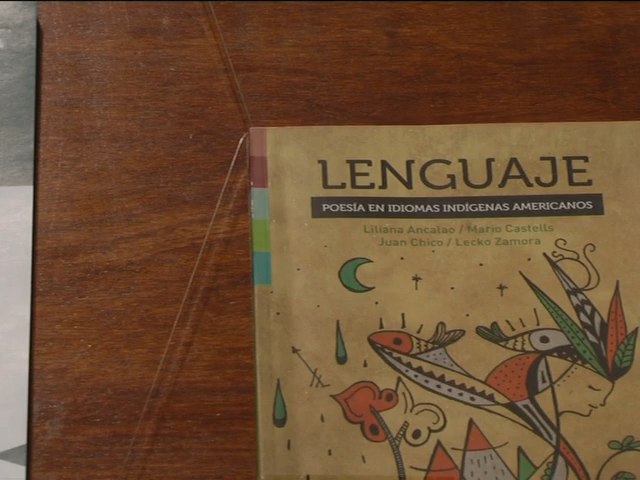 LENGUAJE
POESÍA EN IDIOMAS INDÍGENAS AMERICANOS
Liliana Ancalao / Mario Castells
Juan Chico / Lecko Zamora